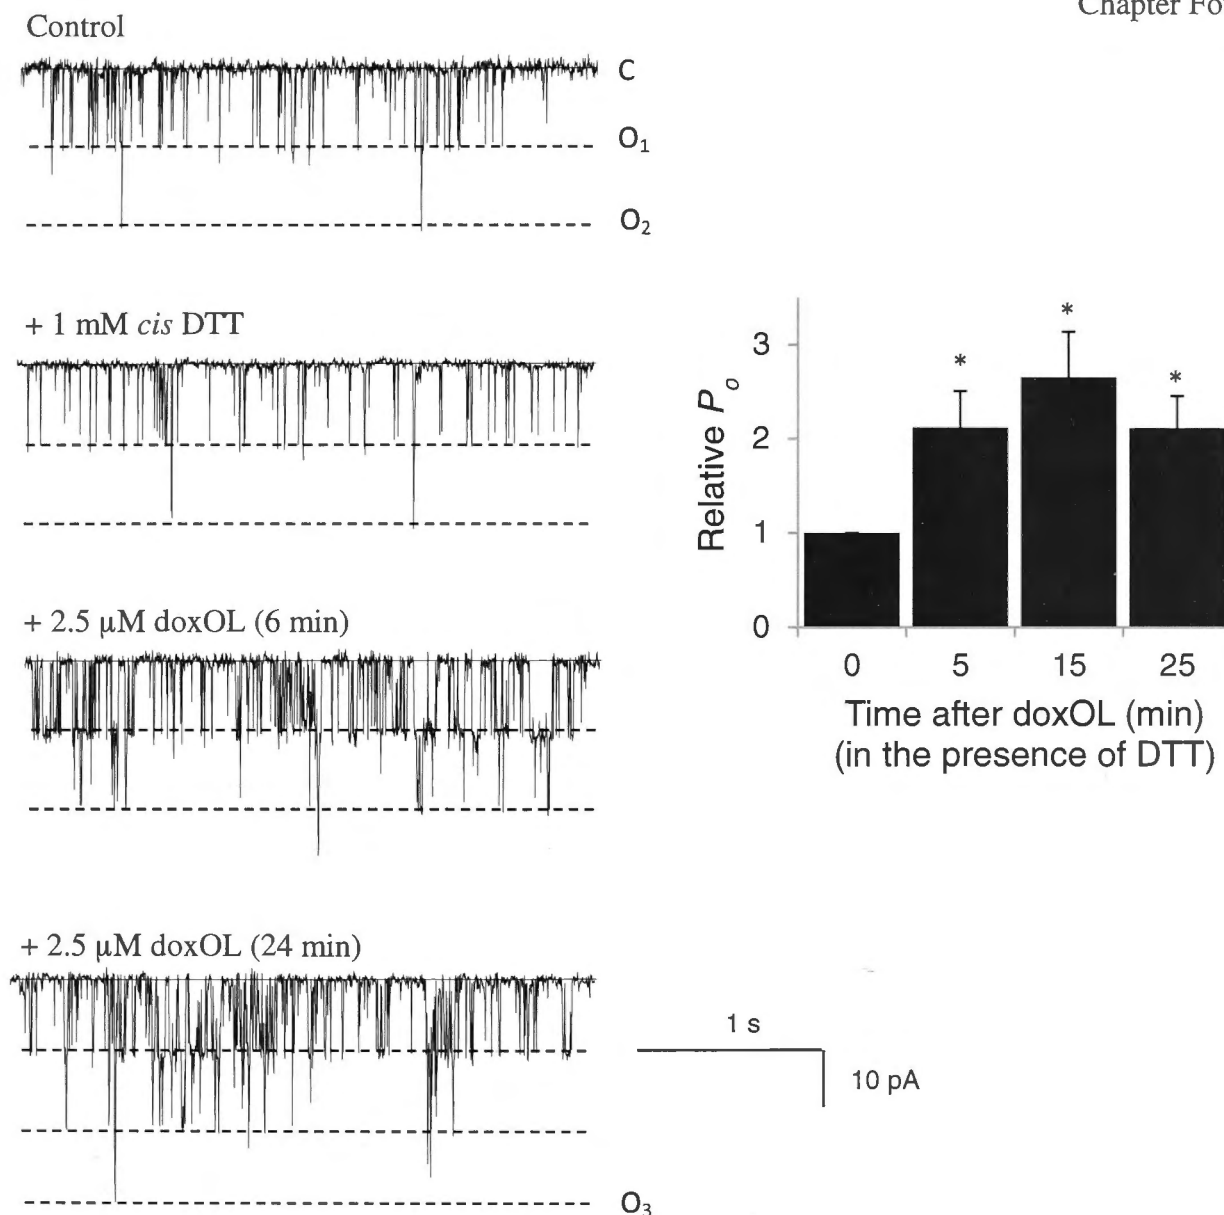 Chapter Fo
Control
C
O₁
O₂
+ 1 mM cis DTT
+ 2.5 µM doxOL (6 min)
+ 2.5 µM doxOL (24 min)
O₃
1 s
10 pA
Relative Pₒ
3
2
1
0
* * *
0 5 15 25
Time after doxOL (min)
(in the presence of DTT)